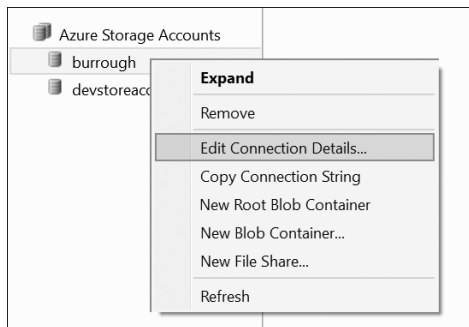 Azure Storage Accounts
burrough
devstoreacc
Expand
Remove
Edit Connection Details...
Copy Connection String
New Root Blob Container
New Blob Container...
New File Share...
Refresh